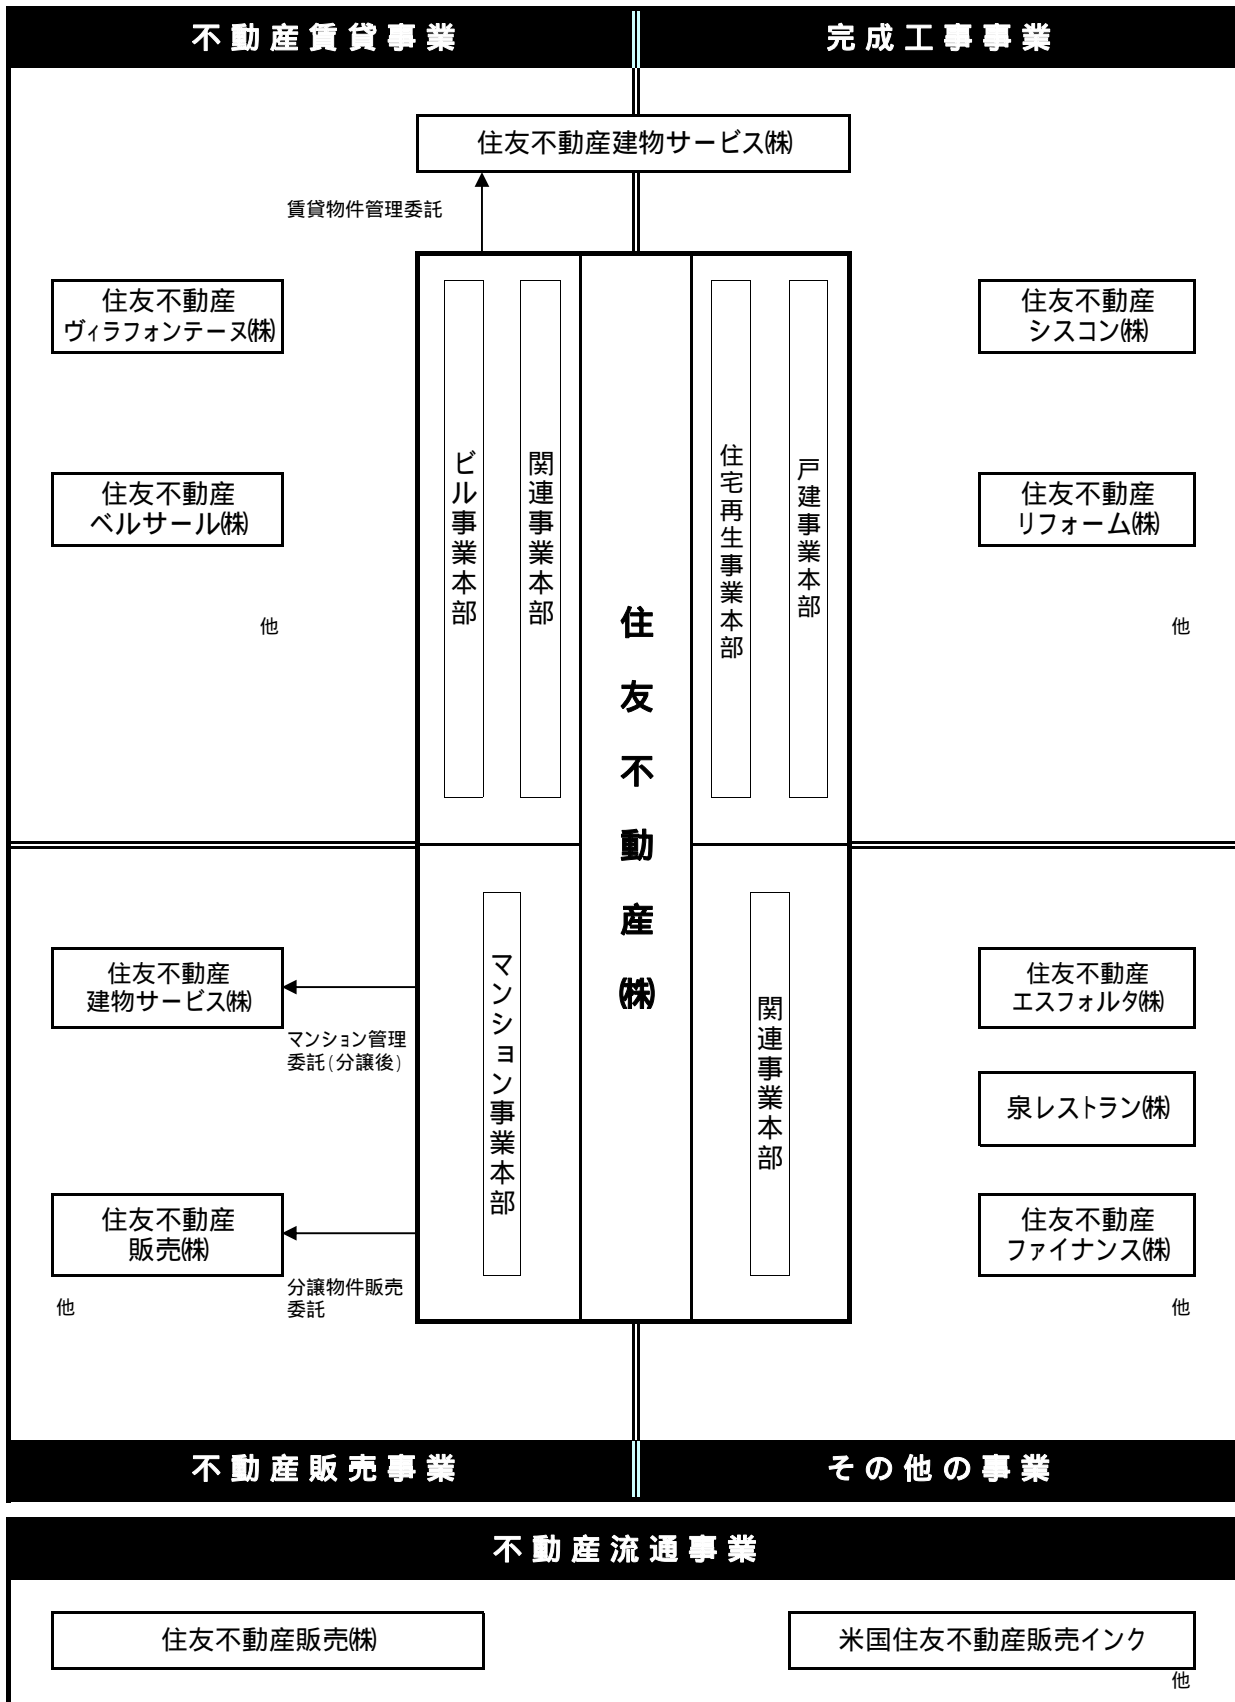 不動産賃貸事業
完成工事事業
住友不動産建物サービス㈱
賃貸物件管理委託
住友不動産
ヴィラフォンテーヌ㈱
住友不動産
ベルサール㈱
他
ビル事業本部
関連事業本部
住友不動産㈱
住宅再生事業本部
戸建事業本部
住友不動産
シスコン㈱
住友不動産
リフォーム㈱
他
住友不動産
建物サービス㈱
マンション管理
委託(分譲後)
住友不動産
販売㈱
分譲物件販売
委託
他
マンション事業本部
関連事業本部
住友不動産
エスフォルタ㈱
泉レストラン㈱
住友不動産
ファイナンス㈱
他
不動産販売事業
その他の事業
不動産流通事業
住友不動産販売㈱
米国住友不動産販売インク
他